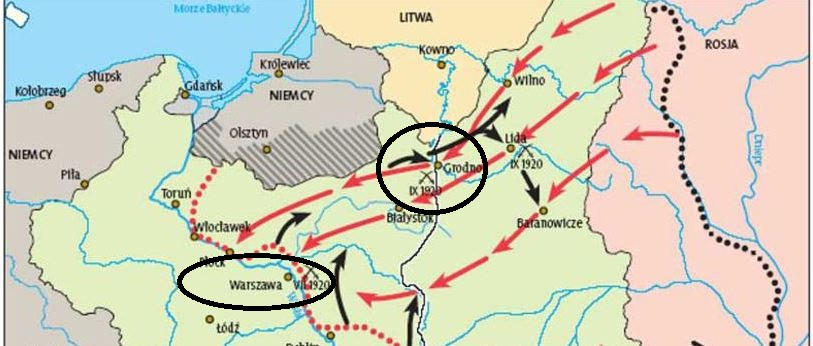 Morze Bałtyckie
LITWA
ROSJA
Kowno
Królewiec
Słupsk
Wilno
Kołobrzeg
Gdańsk
NIEMCY
Olsztyn
Lida
Dniepr
NIEMCY
IX 1920
Grodno
Piła
IX 1920
Toruń
Białystok
Baranowicze
Włocławek
Płock
Warszawa
1920
Łódź
Dęblin